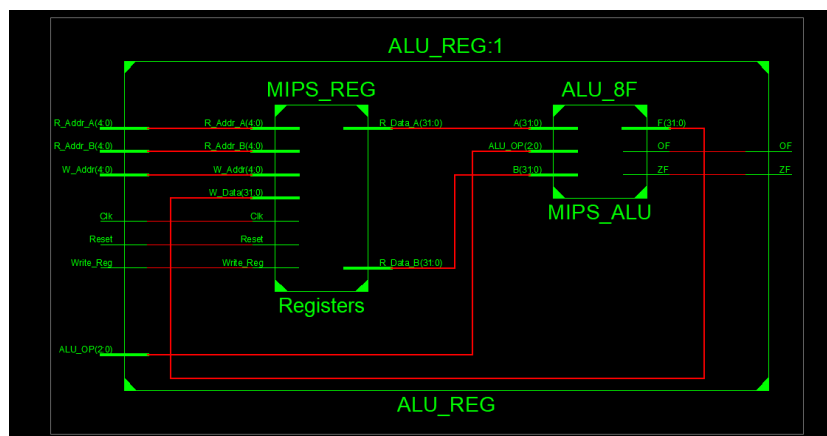 ALU_REG:1
MIPS_REG
ALU_8F
R_Addr_A(4:0)
R_Addr_A(4:0)
R_Data_A(31:0)
A(31:0)
F(31:0)
R_Addr_B(4:0)
R_Addr_B(4:0)
ALU_OP(2:0)
OF
OF
W_Addr(4:0)
W_Addr(4:0)
B(31:0)
ZF
ZF
W_Data(31:0)
Clk
Clk
MIPS_ALU
Reset
Reset
Write_Reg
Write_Reg
R_Data_B(31:0)
Registers
ALU_OP(2:0)
ALU_REG